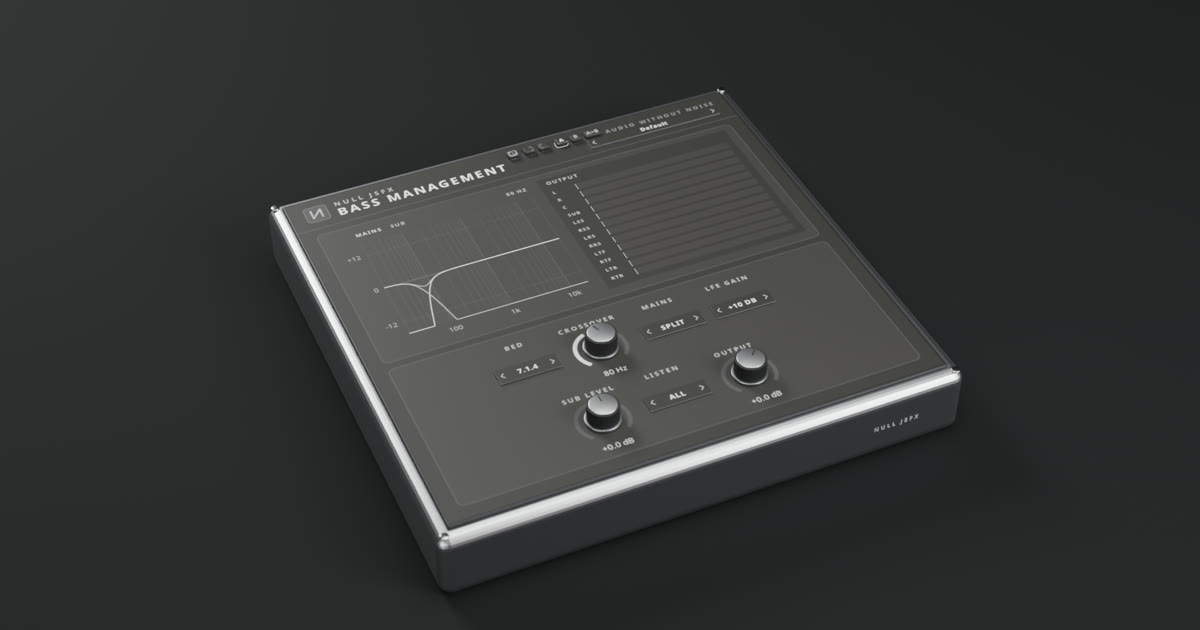 NULL JSFX
BASS MANAGEMENT
A
B
A>B
AUDIO WITHOUT NOISE
< Default >
MAINS SUB
80 HZ
+12
0
-12
100
1k
10k
OUTPUT
L
R
C
SUB
LSS
RSS
LRS
RRS
LTF
RTF
LTR
RTR
BED
< 7.1.4 >
CROSSOVER
80 Hz
MAINS
< SPLIT >
LFE GAIN
< +10 DB >
SUB LEVEL
+0.0 dB
LISTEN
< ALL >
OUTPUT
+0.0 dB
NULL JSFX